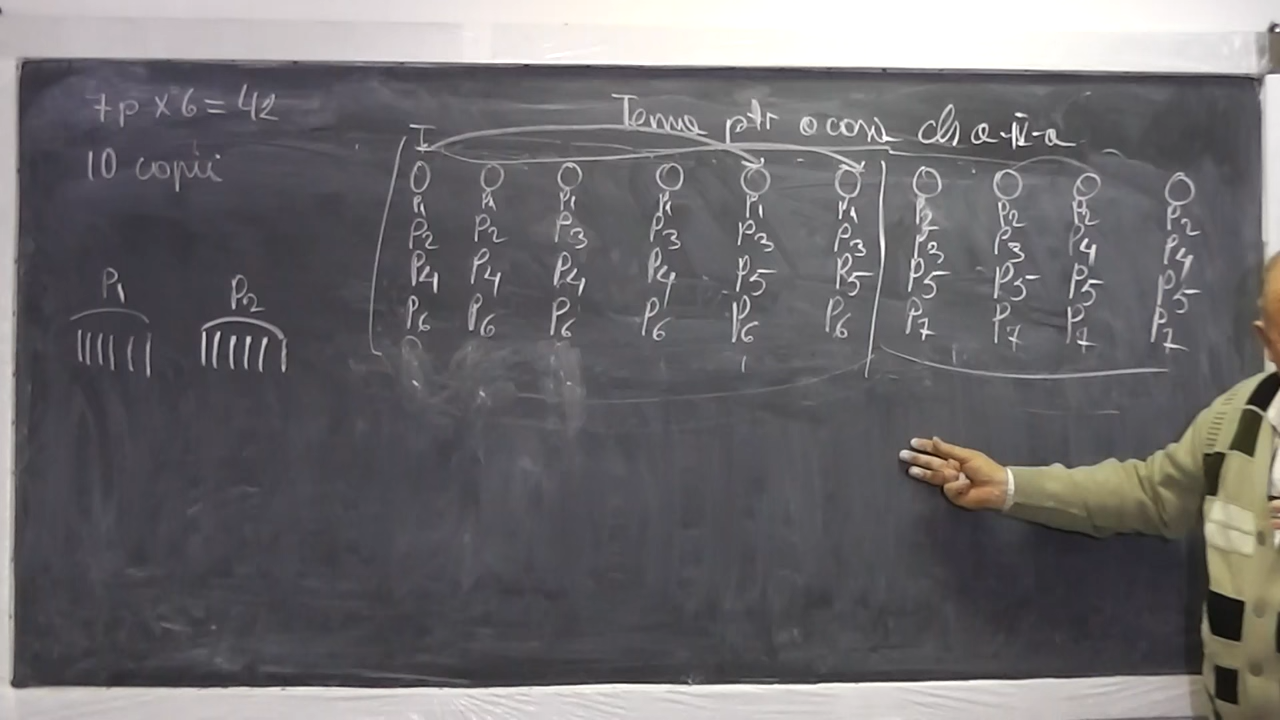 7p x 6 = 42
Tema ptr acasă cls a-II-a
10 copii
I
P1 P1 P1 P1 P1 P1 P2 P2 P2 P2
P2 P2 P3 P3 P3 P3 P3 P3 P4 P4
P4 P4 P4 P4 P5 P5 P5 P5 P5 P5
P6 P6 P6 P6 P6 P6 P7 P7 P7 P7
P1 P2